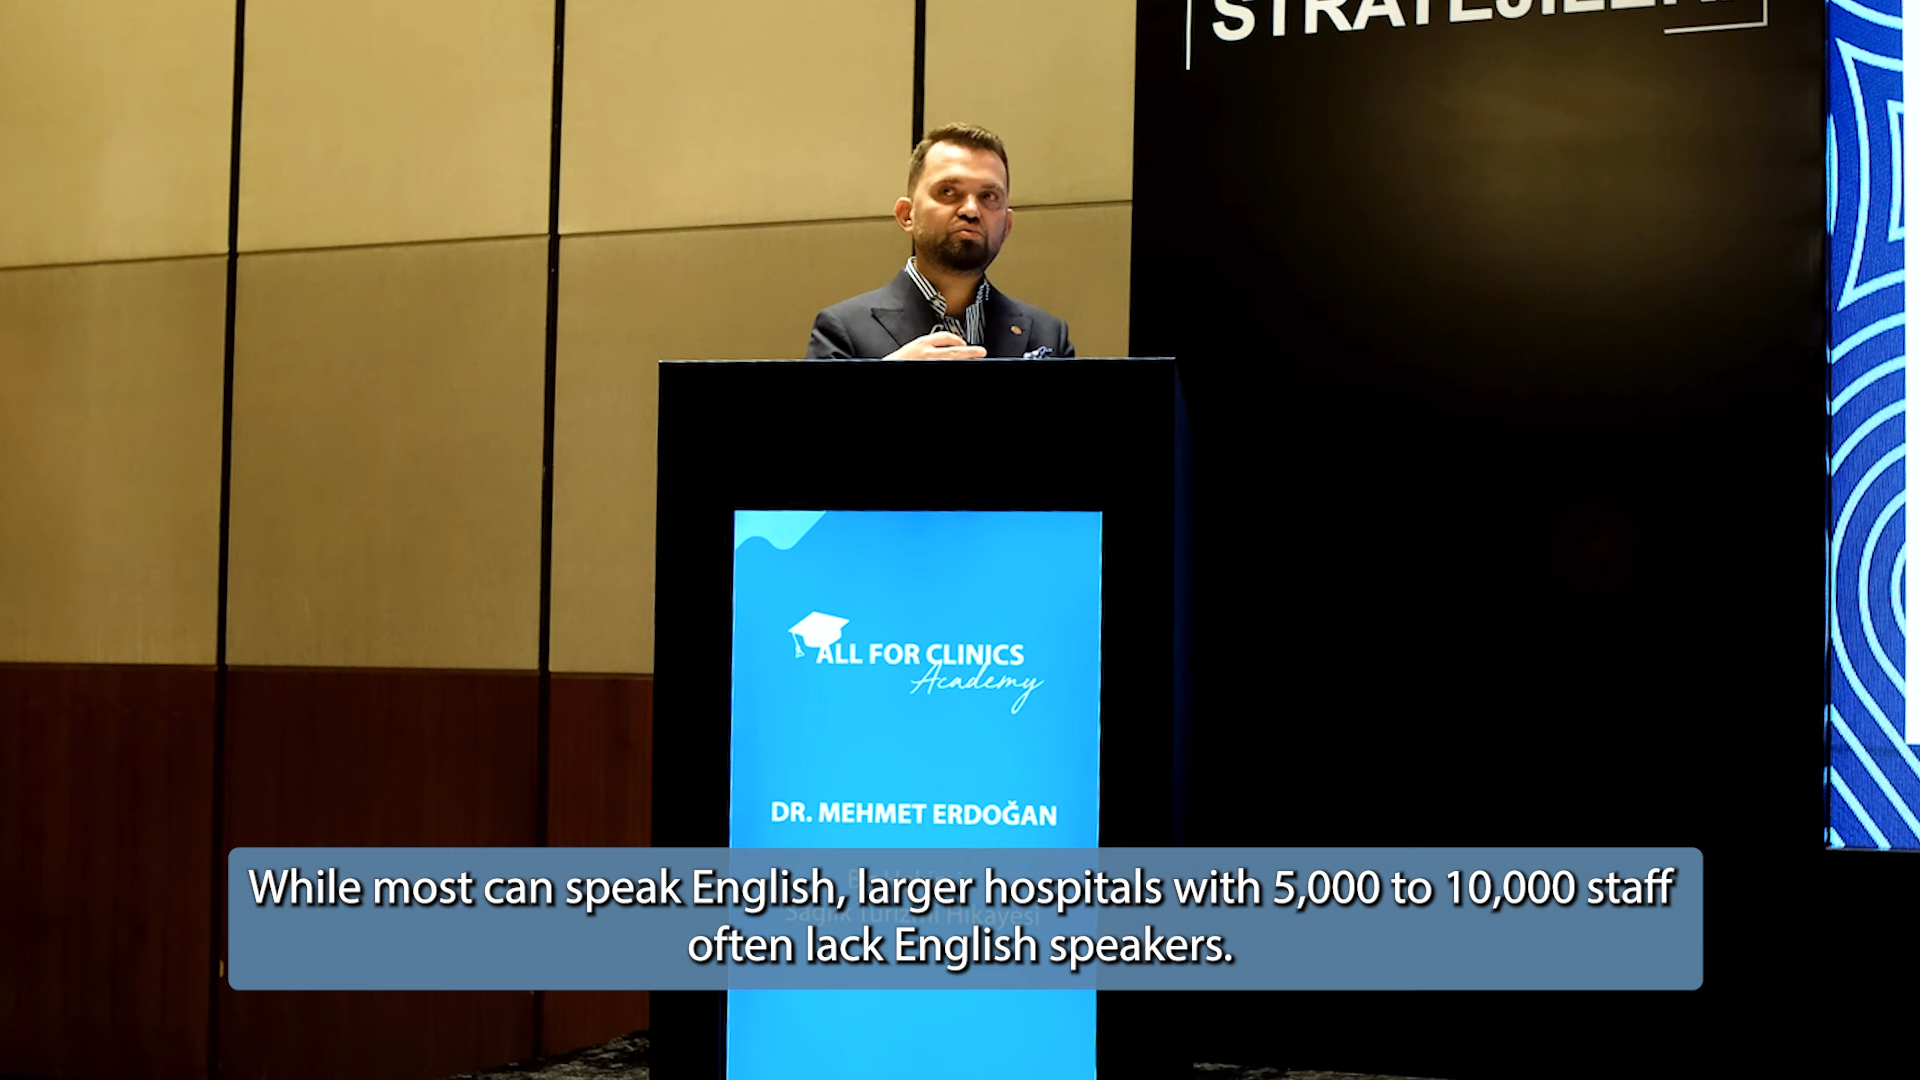 ALL FOR CLINICS
Academy
DR. MEHMET ERDOĞAN
Sağlık Turizmi Hikayesi
While most can speak English, larger hospitals with 5,000 to 10,000 staff
often lack English speakers.